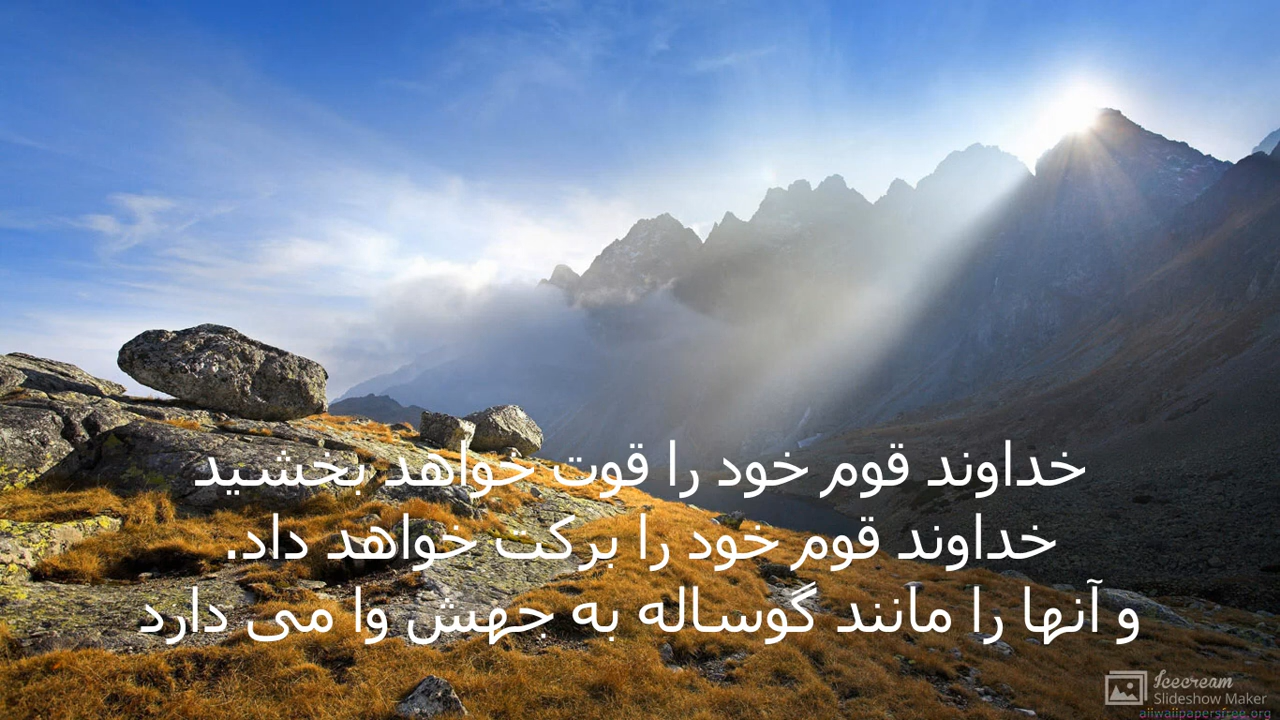 خداوند قوم خود را قوت خواهد بخشید
خداوند قوم خود را برکت خواهد داد.
و آنها را مانند گوساله به جهش وا می دارد
Icecream
Slideshow Maker
aiiwallpapersfree.org